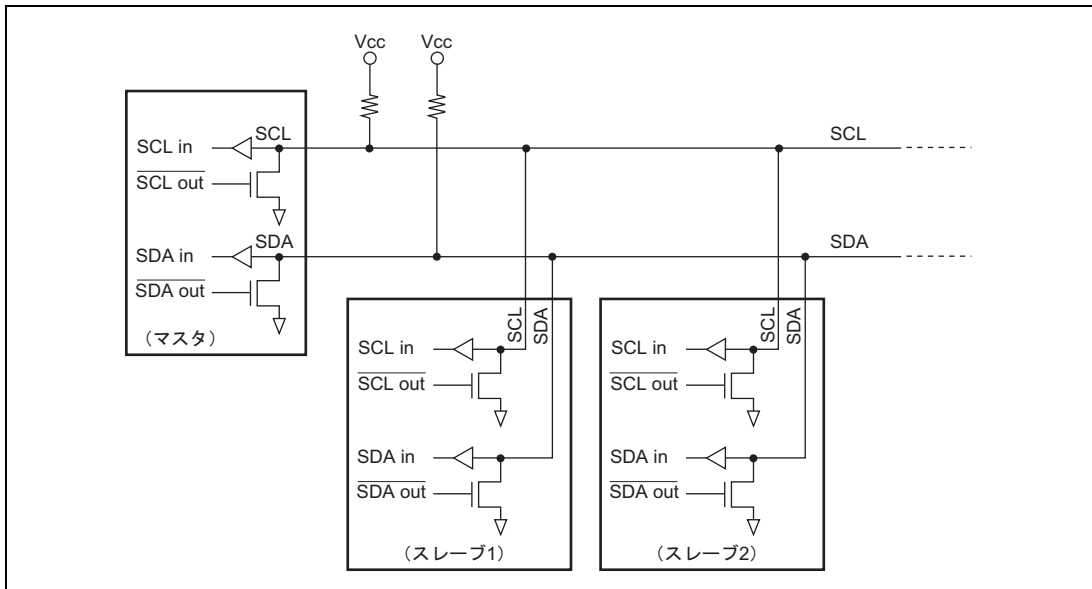 Vcc Vcc
SCL
SCL in
SCL out
SDA
SDA in
SDA out
(マスタ)
SCL
SDA
SCL
SDA
SCL in
SCL out
SDA in
SDA out
(スレーブ1)
SCL
SDA
SCL in
SCL out
SDA in
SDA out
(スレーブ2)